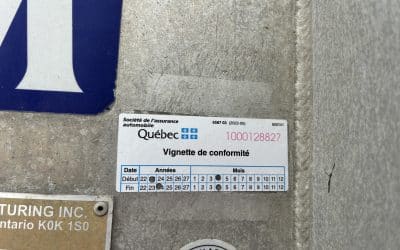 M
Société de l'assurance
automobile
Québec
1000128827
Vignette de conformité
Date Années Mois
Début 22 24 25 26 27 1 2 3 5 6 7 8 9 10 11 12
Fin 22 23 25 26 27 1 2 3 5 6 7 8 9 10 11 12
TURING INC.
ntario K0K 1S0